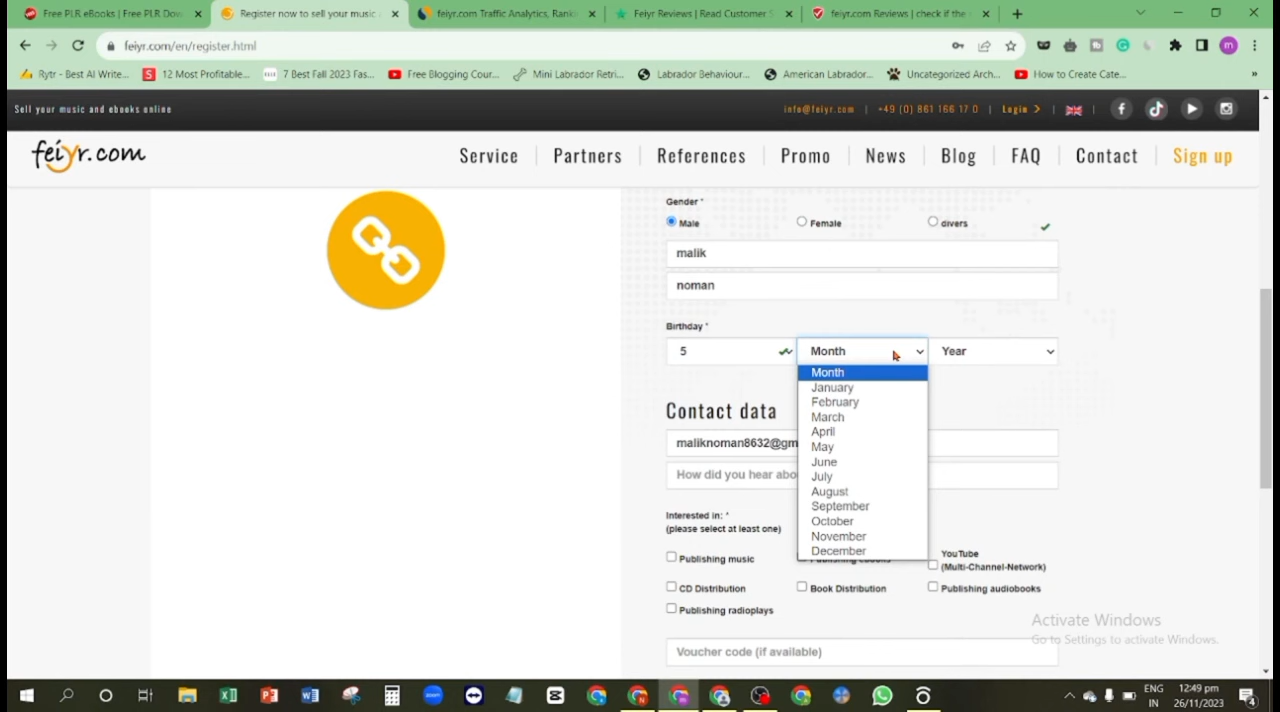 Free PLR eBooks | Free PLR Dow
Register now to sell your music a
feiyr.com Traffic Analytics, Ranki
Feiyr Reviews | Read Customer S
feiyr.com Reviews | check if the
feiyr.com/en/register.html
Rytr - Best AI Write...
12 Most Profitable...
7 Best Fall 2023 Fas...
Free Blogging Cour...
Mini Labrador Retri...
Labrador Behaviour...
American Labrador...
Uncategorized Arch...
How to Create Cate...
Sell your music and ebooks online
info@feiyr.com | +49 (0) 861 166 17 0 | Login >
feiyr.com
Service
Partners
References
Promo
News
Blog
FAQ
Contact
Sign up
Gender *
Male
Female
divers
malik
noman
Birthday *
5
Month
Year
Month
January
February
March
April
May
June
July
August
September
October
November
December
Contact data
maliknoman8632@gm
How did you hear abo
Interested in: *
(please select at least one)
Publishing music
Publishing ebooks
YouTube
(Multi-Channel-Network)
CD Distribution
Book Distribution
Publishing audiobooks
Publishing radioplays
Voucher code (if available)
Activate Windows
Go to Settings to activate Windows.
zoom
ENG
IN
12:49 pm
26/11/2023
4